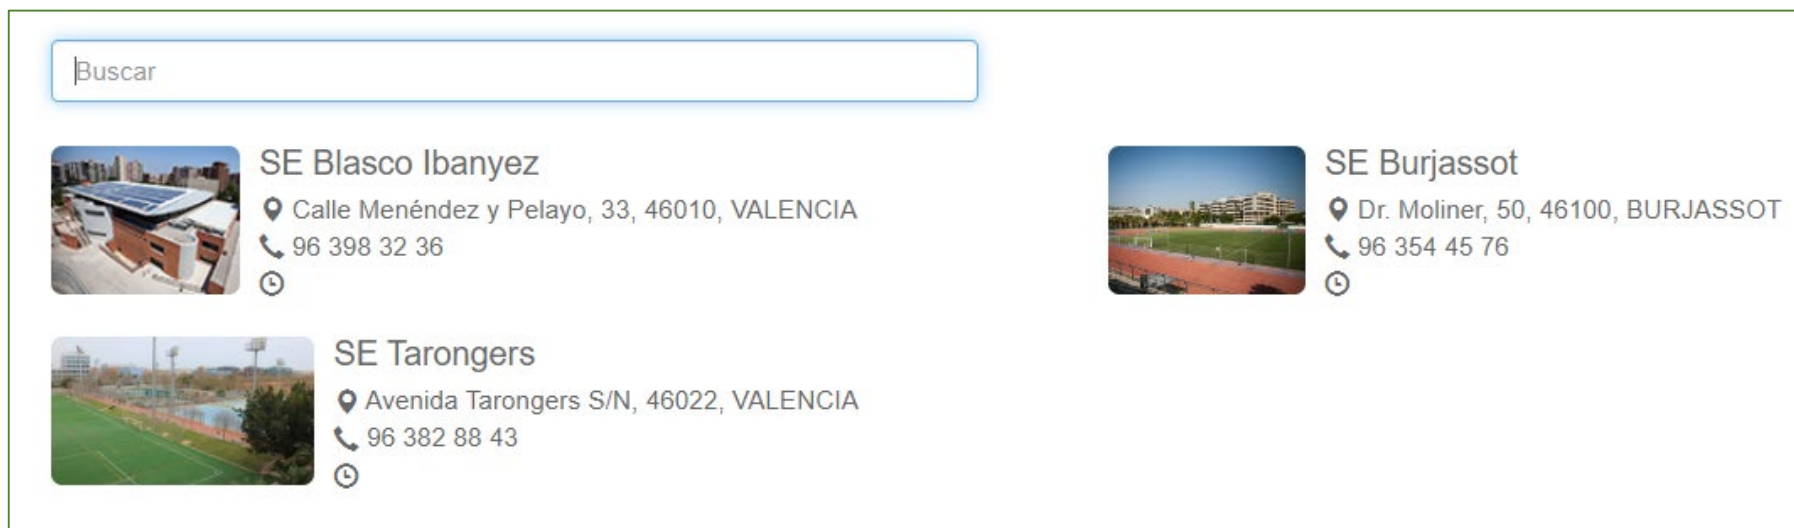 Buscar
SE Blasco Ibanyez
Calle Menéndez y Pelayo, 33, 46010, VALENCIA
96 398 32 36
SE Burjassot
Dr. Moliner, 50, 46100, BURJASSOT
96 354 45 76
SE Tarongers
Avenida Tarongers S/N, 46022, VALENCIA
96 382 88 43